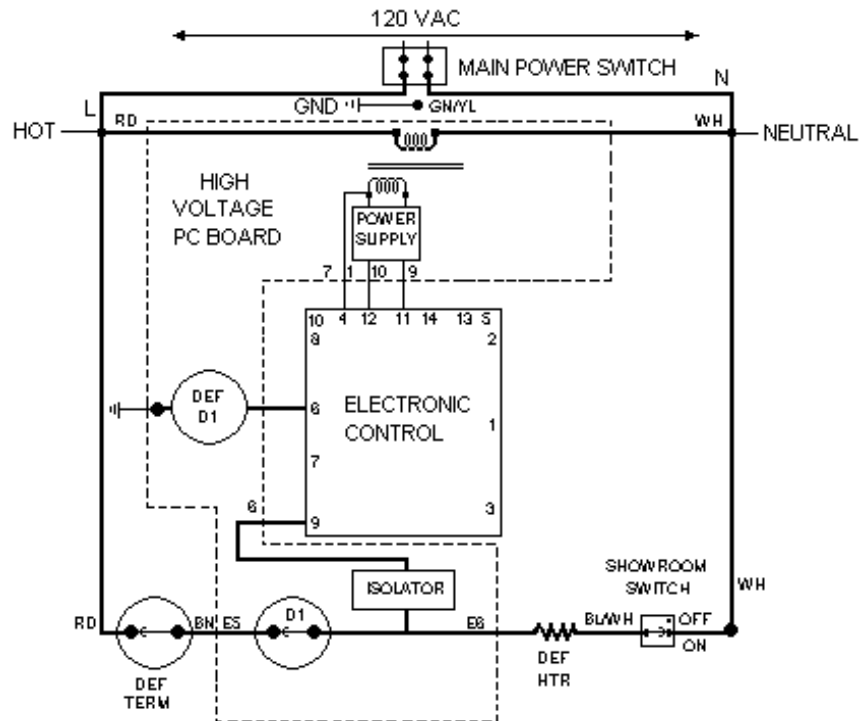 120 VAC
MAIN POWER SWITCH
N
L
GND
GN/YL
HOT
RD
WH
NEUTRAL
HIGH
VOLTAGE
PC BOARD
POWER
SUPPLY
7 1 10 9
10 4 12 11 14 13 5
8 2
DEF
D1
6
ELECTRONIC
CONTROL
1
7
6
9
3
ISOLATOR
SHOWROOM
SWITCH
WH
RD
BN
E5
D1
E6
BL/WH
OFF
ON
DEF
TERM
DEF
HTR